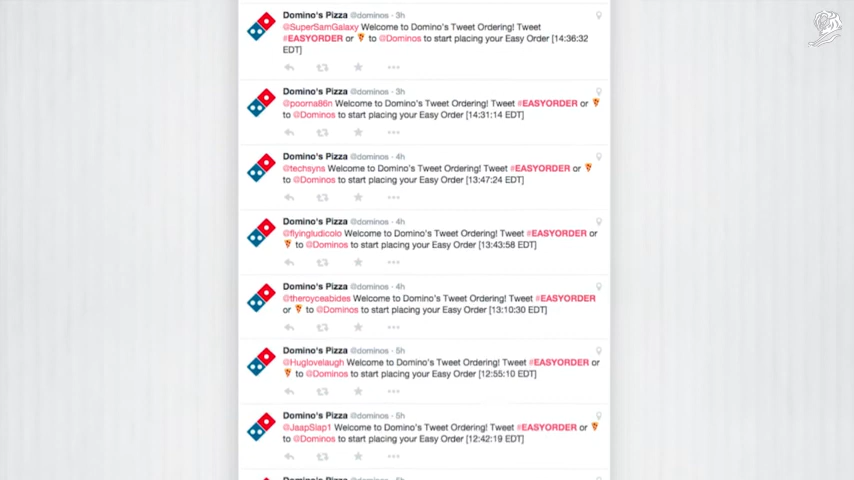 Domino's Pizza @dominos · 3h
@SuperSamGalaxy Welcome to Domino's Tweet Ordering! Tweet
#EASYORDER or 🍕 to @Dominos to start placing your Easy Order [14:36:32
EDT]
Domino's Pizza @dominos · 3h
@poorna86n Welcome to Domino's Tweet Ordering! Tweet #EASYORDER or 🍕
to @Dominos to start placing your Easy Order [14:31:14 EDT]
Domino's Pizza @dominos · 4h
@techsyns Welcome to Domino's Tweet Ordering! Tweet #EASYORDER or 🍕
to @Dominos to start placing your Easy Order [13:47:24 EDT]
Domino's Pizza @dominos · 4h
@flyingludicolo Welcome to Domino's Tweet Ordering! Tweet #EASYORDER or
🍕 to @Dominos to start placing your Easy Order [13:43:58 EDT]
Domino's Pizza @dominos · 4h
@theroyceabides Welcome to Domino's Tweet Ordering! Tweet #EASYORDER
or 🍕 to @Dominos to start placing your Easy Order [13:10:30 EDT]
Domino's Pizza @dominos · 5h
@Huglovelaugh Welcome to Domino's Tweet Ordering! Tweet #EASYORDER or
🍕 to @Dominos to start placing your Easy Order [12:55:10 EDT]
Domino's Pizza @dominos · 5h
@JaapSlap1 Welcome to Domino's Tweet Ordering! Tweet #EASYORDER or 🍕
to @Dominos to start placing your Easy Order [12:42:19 EDT]